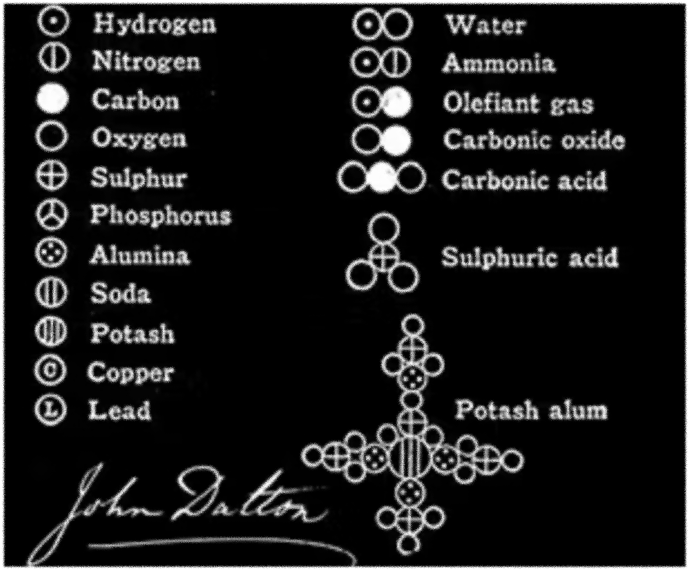 Hydrogen
Nitrogen
Carbon
Oxygen
Sulphur
Phosphorus
Alumina
Soda
Potash
C Copper
L Lead
Water
Ammonia
Olefiant gas
Carbonic oxide
Carbonic acid
Sulphuric acid
Potash alum
John Dalton